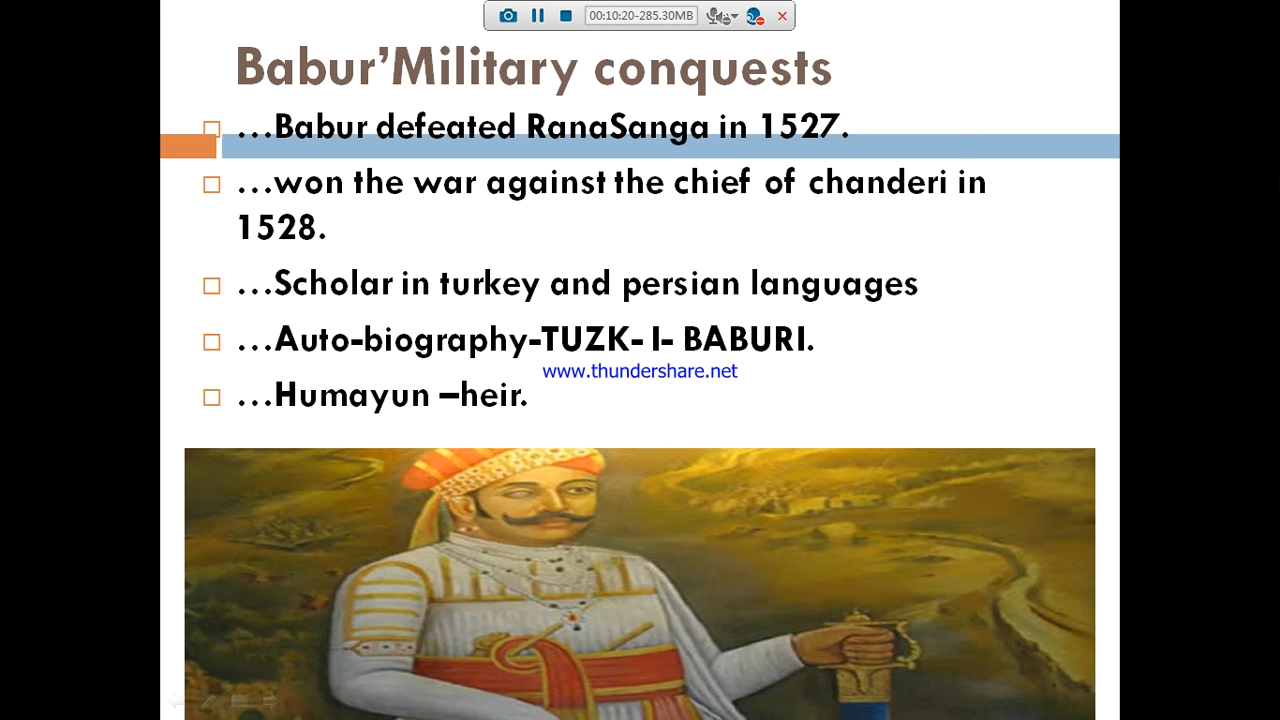 00:10:20-285.30MB
Babur’Military conquests
…Babur defeated RanaSanga in 1527.
…won the war against the chief of chanderi in
1528.
…Scholar in turkey and persian languages
…Auto-biography-TUZK- I- BABURI.
www.thundershare.net
…Humayun –heir.